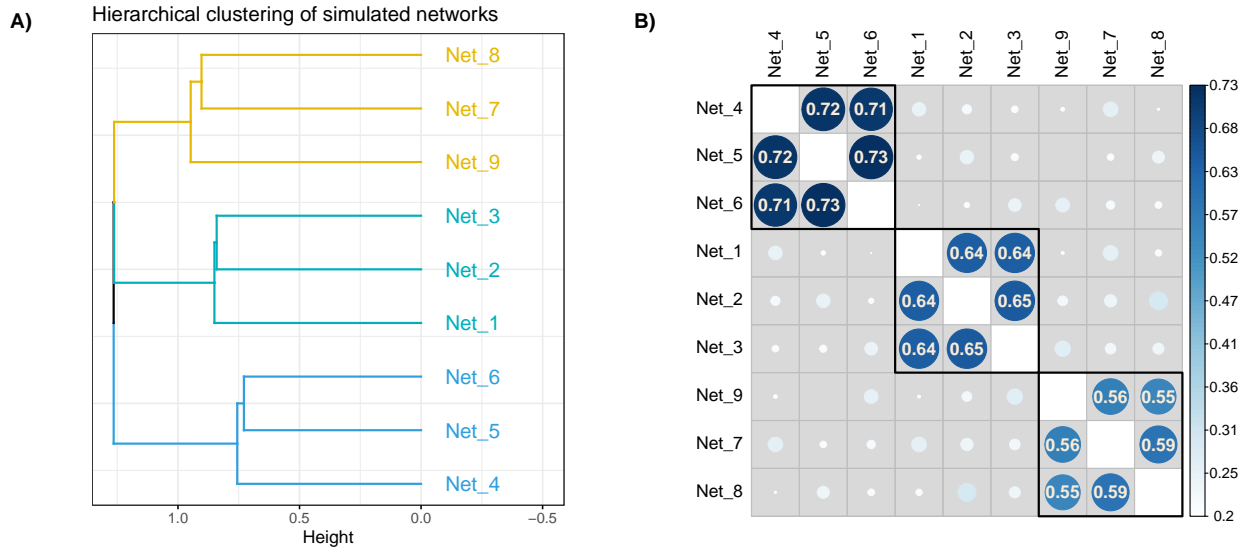 A)
Hierarchical clustering of simulated networks
Net_8
Net_7
Net_9
Net_3
Net_2
Net_1
Net_6
Net_5
Net_4
1.0 0.5 0.0 −0.5
Height
B)
Net_4 Net_5 Net_6 Net_1 Net_2 Net_3 Net_9 Net_7 Net_8
Net_4 0.72 0.71
Net_5 0.72 0.73
Net_6 0.71 0.73
Net_1 0.64 0.64
Net_2 0.64 0.65
Net_3 0.64 0.65
Net_9 0.56 0.55
Net_7 0.56 0.59
Net_8 0.55 0.59
0.73
0.68
0.63
0.57
0.52
0.47
0.41
0.36
0.31
0.25
0.2